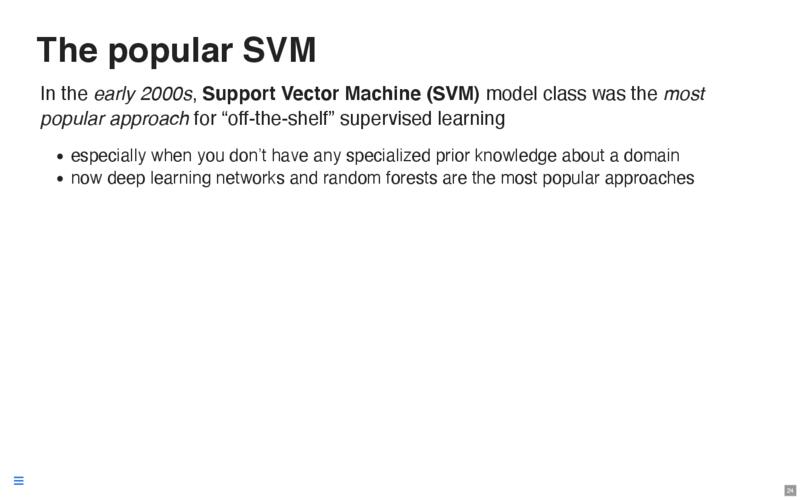 The popular SVM
In the early 2000s, Support Vector Machine (SVM) model class was the most
popular approach for “off-the-shelf” supervised learning
• especially when you don’t have any specialized prior knowledge about a domain
• now deep learning networks and random forests are the most popular approaches
24